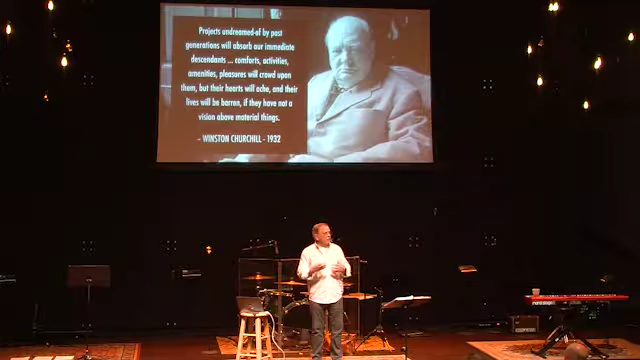 Projects undreamed-of by past
generations will absorb our immediate
descendants ... comforts, activities,
amenities, pleasures will crowd upon
them, but their hearts will ache, and their
lives will be barren, if they have not a
vision above material things.
- WINSTON CHURCHILL - 1932